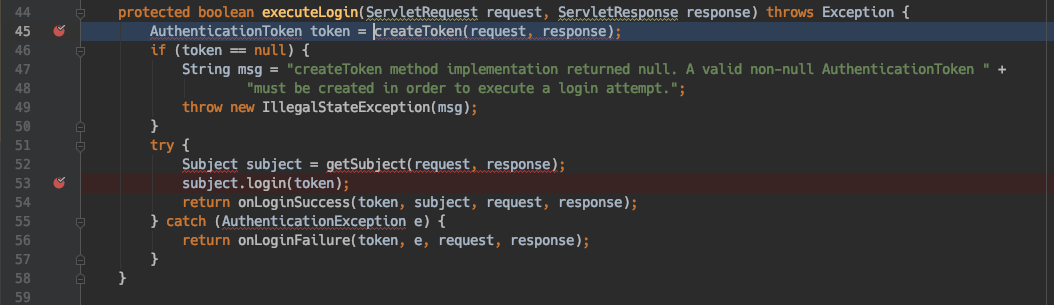 44 protected boolean executeLogin(ServletRequest request, ServletResponse response) throws Exception {
45 AuthenticationToken token = createToken(request, response);
46 if (token == null) {
47 String msg = "createToken method implementation returned null. A valid non-null AuthenticationToken " +
48 "must be created in order to execute a login attempt.";
49 throw new IllegalStateException(msg);
50 }
51 try {
52 Subject subject = getSubject(request, response);
53 subject.login(token);
54 return onLoginSuccess(token, subject, request, response);
55 } catch (AuthenticationException e) {
56 return onLoginFailure(token, e, request, response);
57 }
58 }
59